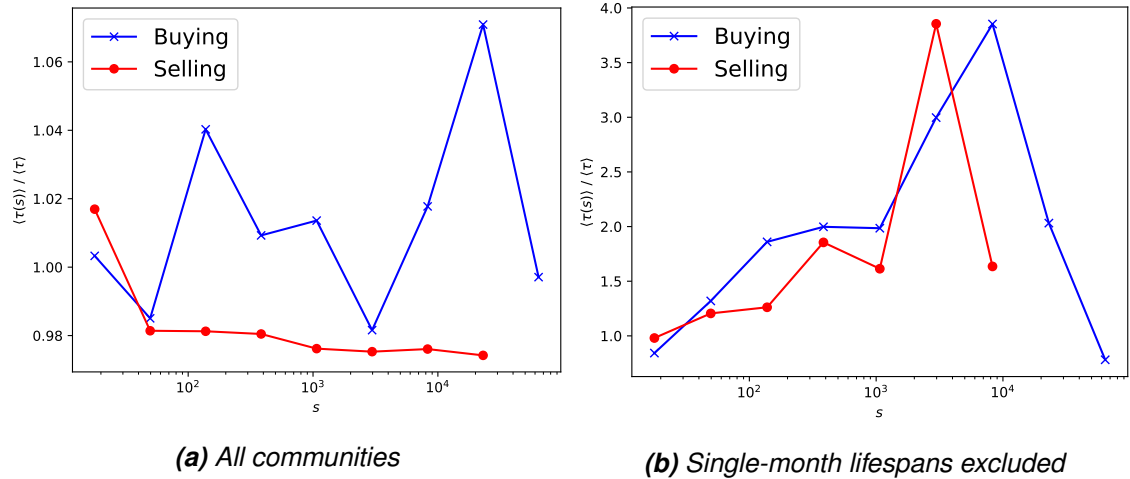 Buying
Selling
1.06
1.04
1.02
1.00
0.98
⟨τ(s)⟩ / ⟨τ⟩
10² 10³ 10⁴
s
(a) All communities
4.0
Buying
Selling
3.5
3.0
2.5
2.0
1.5
1.0
⟨τ(s)⟩ / ⟨τ⟩
10² 10³ 10⁴
s
(b) Single-month lifespans excluded